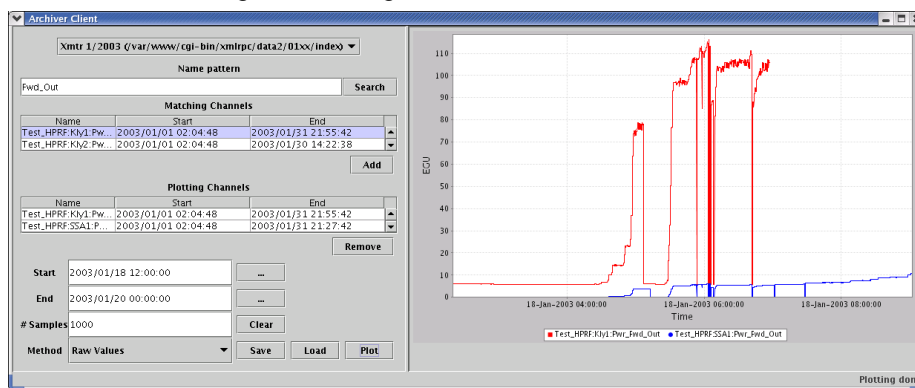 Archiver Client
Xmtr 1/2003 (/var/www/cgi-bin/xmlrpc/data2/01xx/index)
Name pattern
Fwd_Out Search
Matching Channels
Name Start End
Test_HPRF:Kly1:Pw... 2003/01/01 02:04:48 2003/01/31 21:55:42
Test_HPRF:Kly2:Pw... 2003/01/01 02:04:48 2003/01/30 14:22:38
Add
Plotting Channels
Name Start End
Test_HPRF:Kly1:Pw... 2003/01/01 02:04:48 2003/01/31 21:55:42
Test_HPRF:SSA1:P... 2003/01/01 02:04:48 2003/01/31 21:27:42
Remove
Start 2003/01/18 12:00:00 ...
End 2003/01/20 00:00:00 ...
# Samples 1000 Clear
Method Raw Values Save Load Plot
110
100
90
80
70
60
50
40
30
20
10
0
EGU
18-Jan-2003 04:00:00 18-Jan-2003 06:00:00 18-Jan-2003 08:00:00
Time
Test_HPRF:Kly1:Pwr_Fwd_Out Test_HPRF:SSA1:Pwr_Fwd_Out
Plotting don